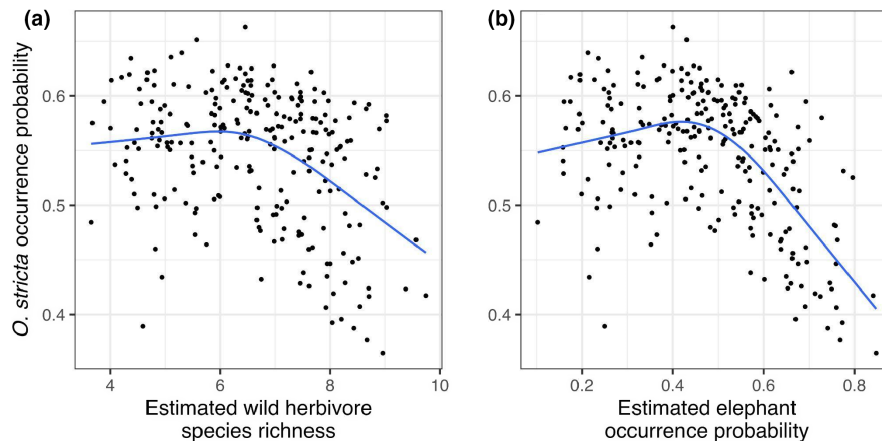 (a)
O. stricta occurrence probability
0.6
0.5
0.4
4
6
8
10
Estimated wild herbivore
species richness
(b)
0.6
0.5
0.4
0.2
0.4
0.6
0.8
Estimated elephant
occurrence probability